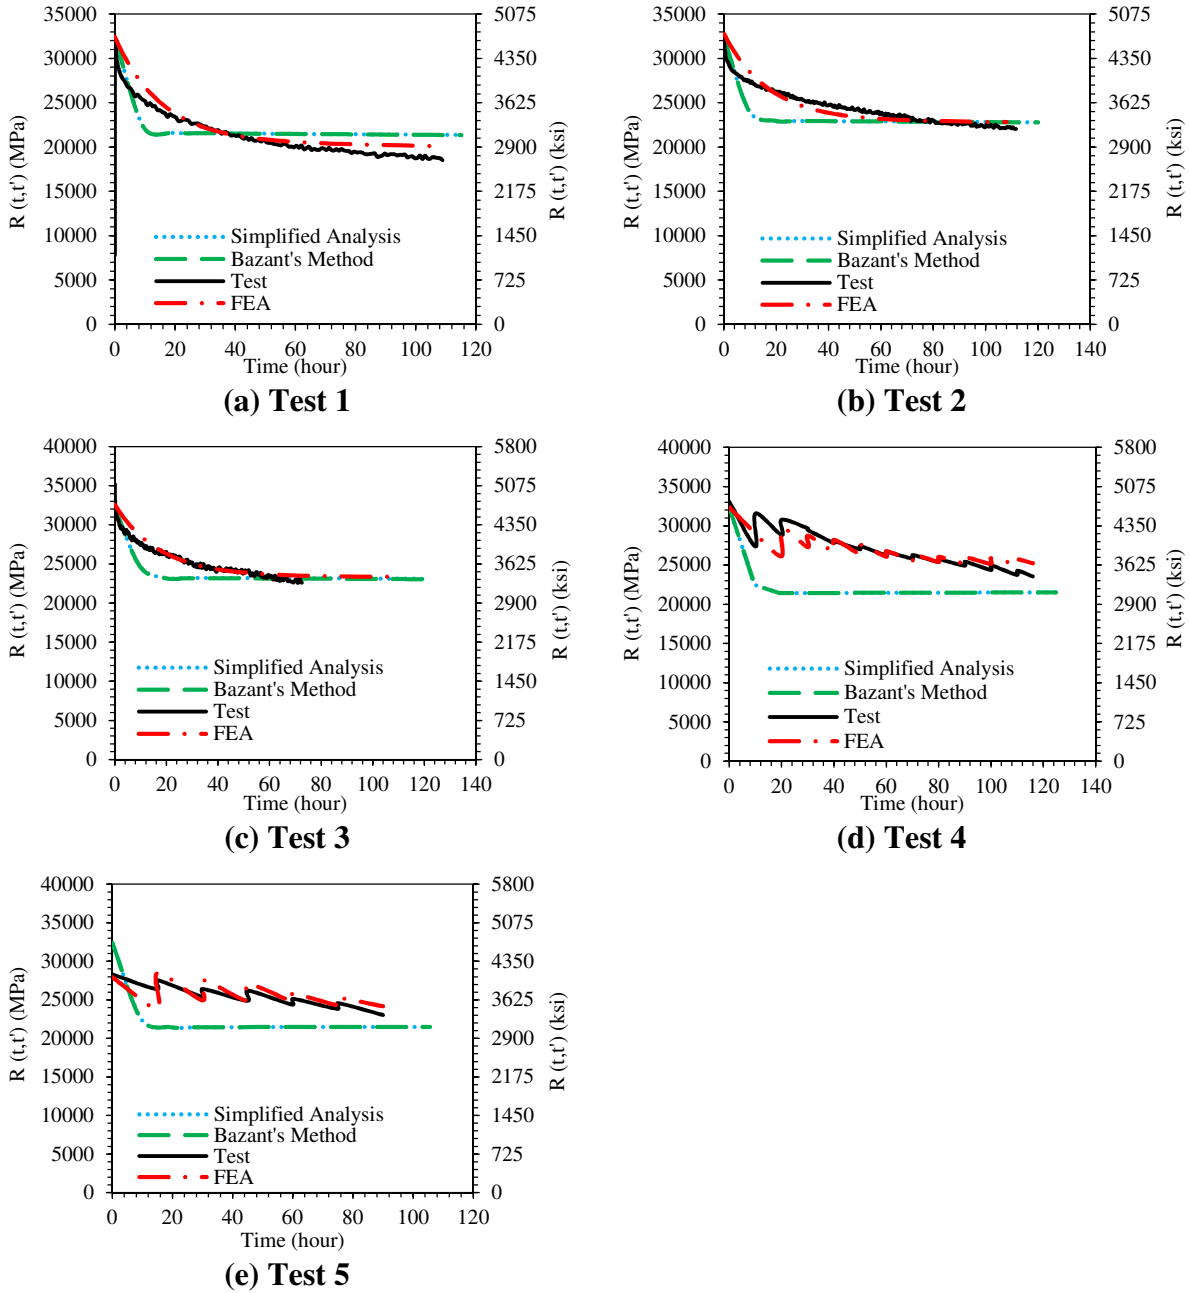 35000
30000
25000
20000
15000
10000
5000
0
R (t,t') (MPa)
5075
4350
3625
2900
2175
1450
725
0
R (t,t') (ksi)
Simplified Analysis
Bazant's Method
Test
FEA
0 20 40 60 80 100 120
Time (hour)
(a) Test 1
35000
30000
25000
20000
15000
10000
5000
0
R (t,t') (MPa)
5075
4350
3625
2900
2175
1450
725
0
R (t,t') (ksi)
Simplified Analysis
Bazant's Method
Test
FEA
0 20 40 60 80 100 120 140
Time (hour)
(b) Test 2
40000
35000
30000
25000
20000
15000
10000
5000
0
R (t,t') (MPa)
5800
5075
4350
3625
2900
2175
1450
725
0
R (t,t') (ksi)
Simplified Analysis
Bazant's Method
Test
FEA
0 20 40 60 80 100 120 140
Time (hour)
(c) Test 3
40000
35000
30000
25000
20000
15000
10000
5000
0
R (t,t') (MPa)
5800
5075
4350
3625
2900
2175
1450
725
0
R (t,t') (ksi)
Simplified Analysis
Bazant's Method
Test
FEA
0 20 40 60 80 100 120 140
Time (hour)
(d) Test 4
40000
35000
30000
25000
20000
15000
10000
5000
0
R (t,t') (MPa)
5800
5075
4350
3625
2900
2175
1450
725
0
R (t,t') (ksi)
Simplified Analysis
Bazant's Method
Test
FEA
0 20 40 60 80 100 120
Time (hour)
(e) Test 5